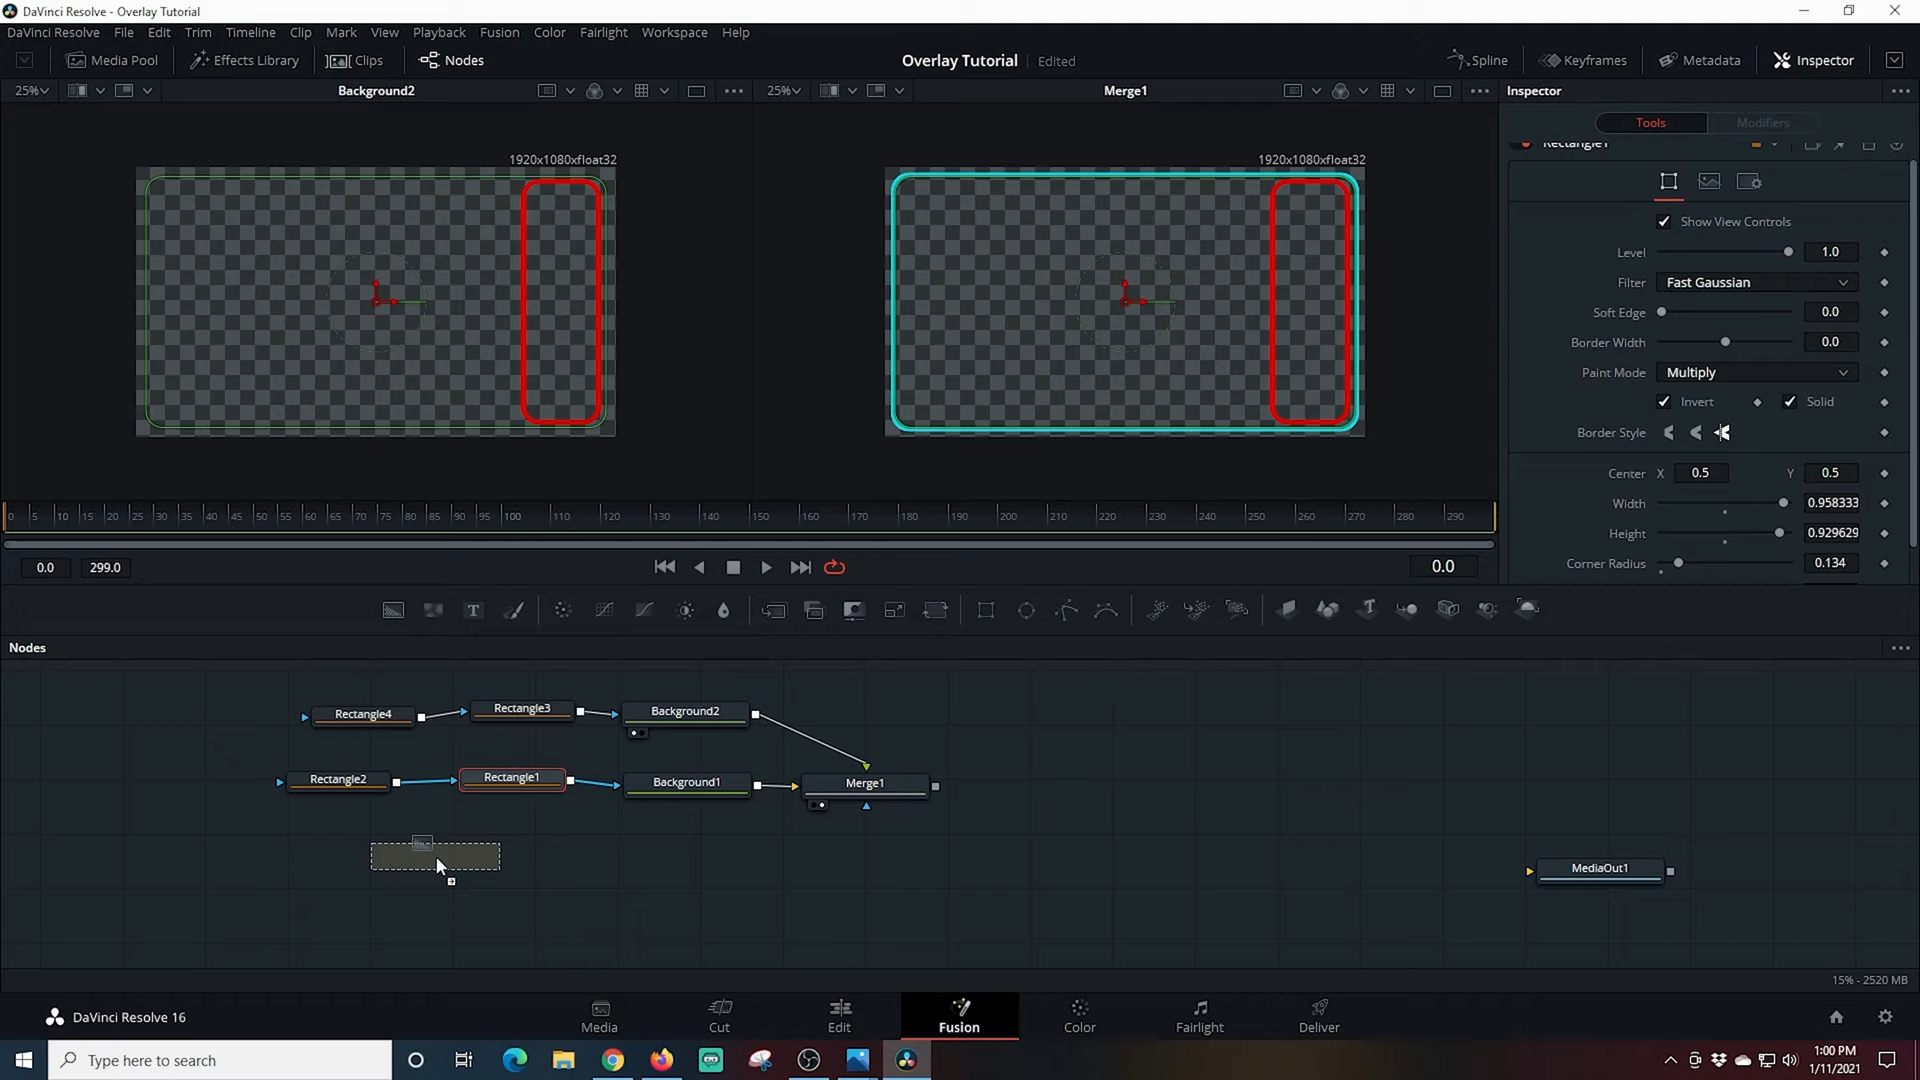 DaVinci Resolve - Overlay Tutorial
DaVinci Resolve File Edit Trim Timeline Clip Mark View Playback Fusion Color Fairlight Workspace Help
Media Pool Effects Library Clips Nodes Overlay Tutorial Edited Spline Keyframes Metadata Inspector
25% Background2 25% Merge1 Inspector
Tools Modifiers
Rectangle1
1920x1080xfloat32 1920x1080xfloat32
Show View Controls
Level 1.0
Filter Fast Gaussian
Soft Edge 0.0
Border Width 0.0
Paint Mode Multiply
Invert Solid
Border Style
Center X 0.5 Y 0.5
Width 0.958333
Height 0.929629
Corner Radius 0.134
0 5 10 15 20 25 30 35 40 45 50 55 60 65 70 75 80 85 90 95 100 110 120 130 140 150 160 170 180 190 200 210 220 230 240 250 260 270 280 290
0.0 299.0 0.0
Nodes
Rectangle4 Rectangle3 Background2
Rectangle2 Rectangle1 Background1 Merge1
MediaOut1
15% - 2520 MB
DaVinci Resolve 16 Media Cut Edit Fusion Color Fairlight Deliver
Type here to search
1:00 PM
1/11/2021